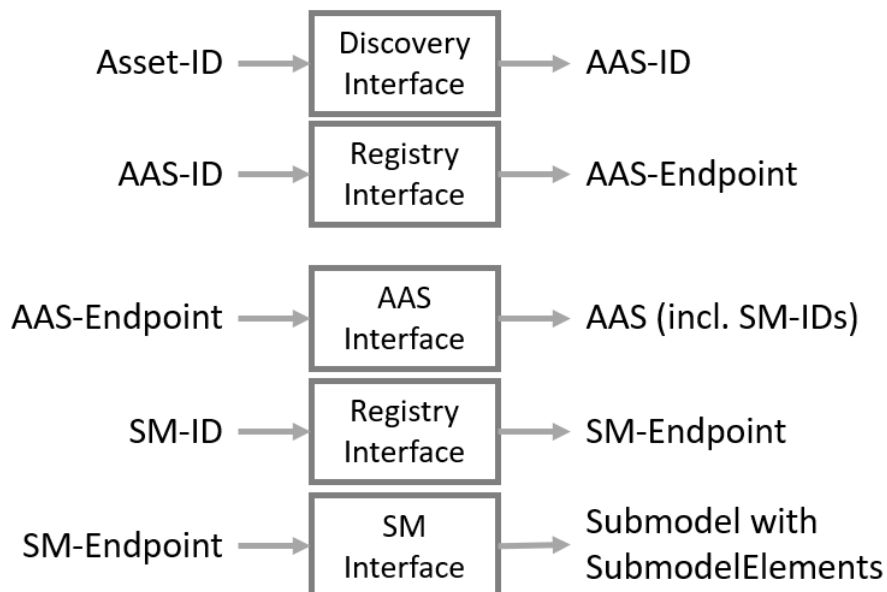 Asset-ID
Discovery
Interface
AAS-ID
AAS-ID
Registry
Interface
AAS-Endpoint
AAS-Endpoint
AAS
Interface
AAS (incl. SM-IDs)
SM-ID
Registry
Interface
SM-Endpoint
SM-Endpoint
SM
Interface
Submodel with
SubmodelElements